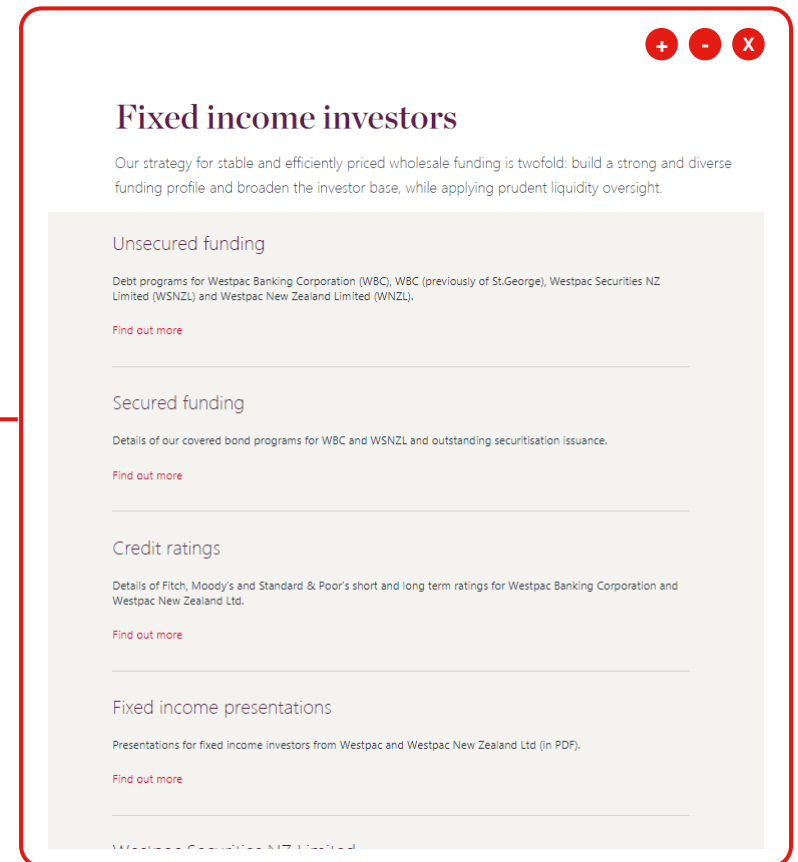 + - X
Fixed income investors
Our strategy for stable and efficiently priced wholesale funding is twofold: build a strong and diverse
funding profile and broaden the investor base, while applying prudent liquidity oversight.
Unsecured funding
Debt programs for Westpac Banking Corporation (WBC), WBC (previously of St.George), Westpac Securities NZ
Limited (WSNZL) and Westpac New Zealand Limited (WNZL).
Find out more
Secured funding
Details of our covered bond programs for WBC and WSNZL and outstanding securitisation issuance.
Find out more
Credit ratings
Details of Fitch, Moody's and Standard & Poor's short and long term ratings for Westpac Banking Corporation and
Westpac New Zealand Ltd.
Find out more
Fixed income presentations
Presentations for fixed income investors from Westpac and Westpac New Zealand Ltd (in PDF).
Find out more
Westpac Securities NZ Limited